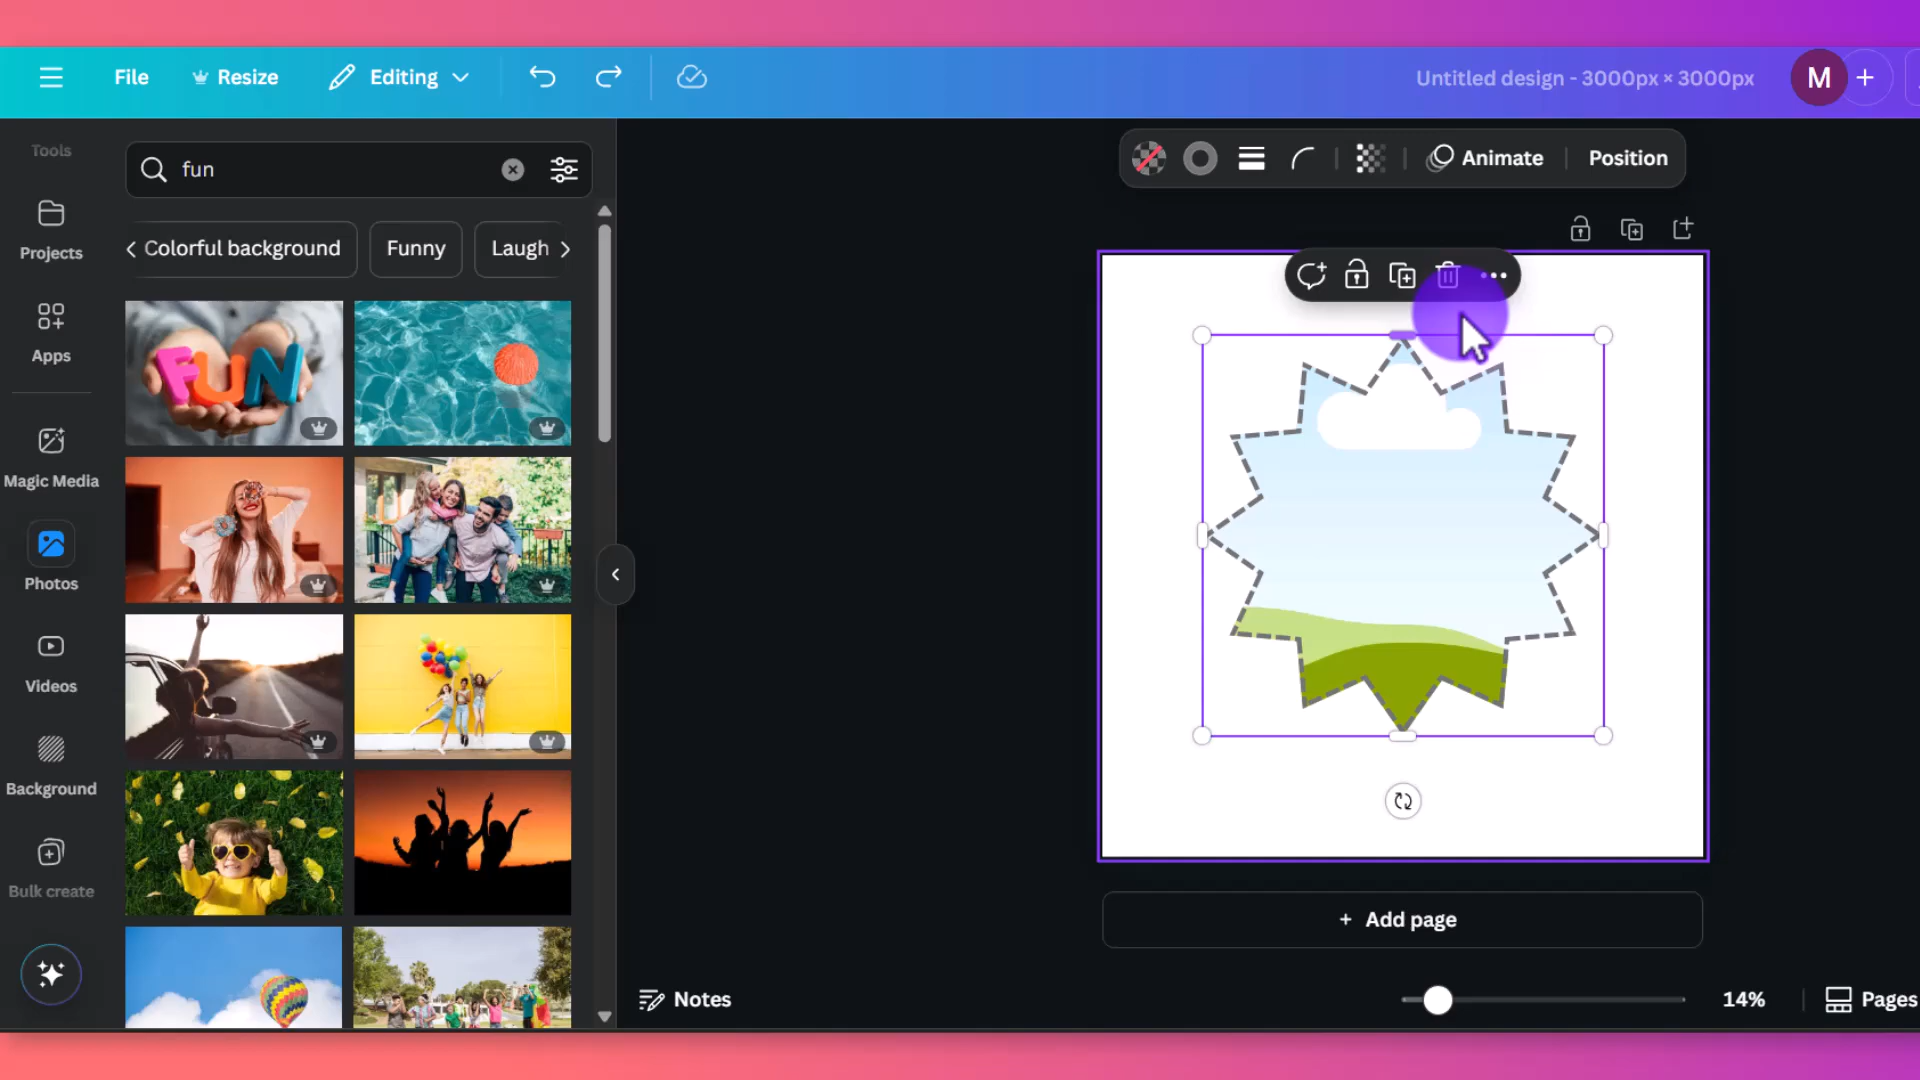 File
Resize
Editing
Untitled design - 3000px × 3000px
M
Tools
Projects
Apps
Magic Media
Photos
Videos
Background
Bulk create
fun
Colorful background
Funny
Laugh
FUN
Animate
Position
+ Add page
Notes
14%
Pages